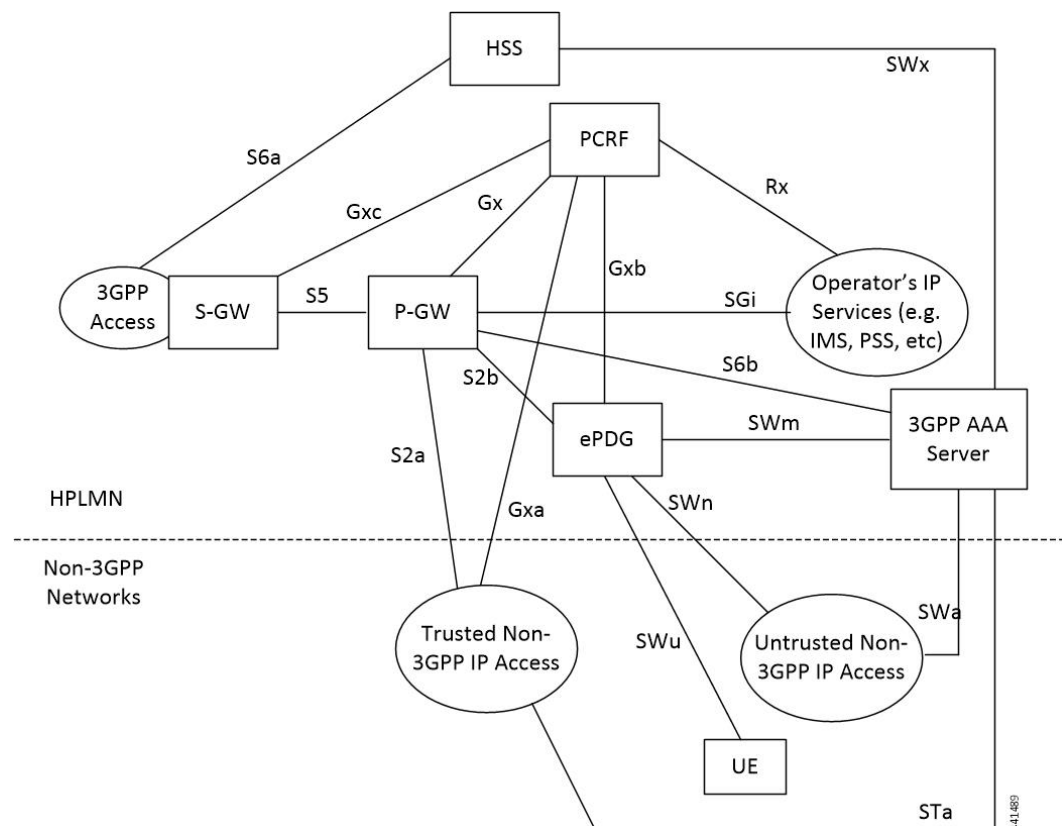 HSS
SWx
PCRF
S6a
Rx
Gxc
Gx
Gxb
3GPP
Access
S-GW
S5
P-GW
SGi
Operator's IP
Services (e.g.
IMS, PSS, etc)
S6b
S2b
ePDG
SWm
3GPP AAA
Server
S2a
HPLMN
Gxa
SWn
Non-3GPP
Networks
Trusted Non-
3GPP IP Access
SWu
Untrusted Non-
3GPP IP Access
SWa
UE
STa